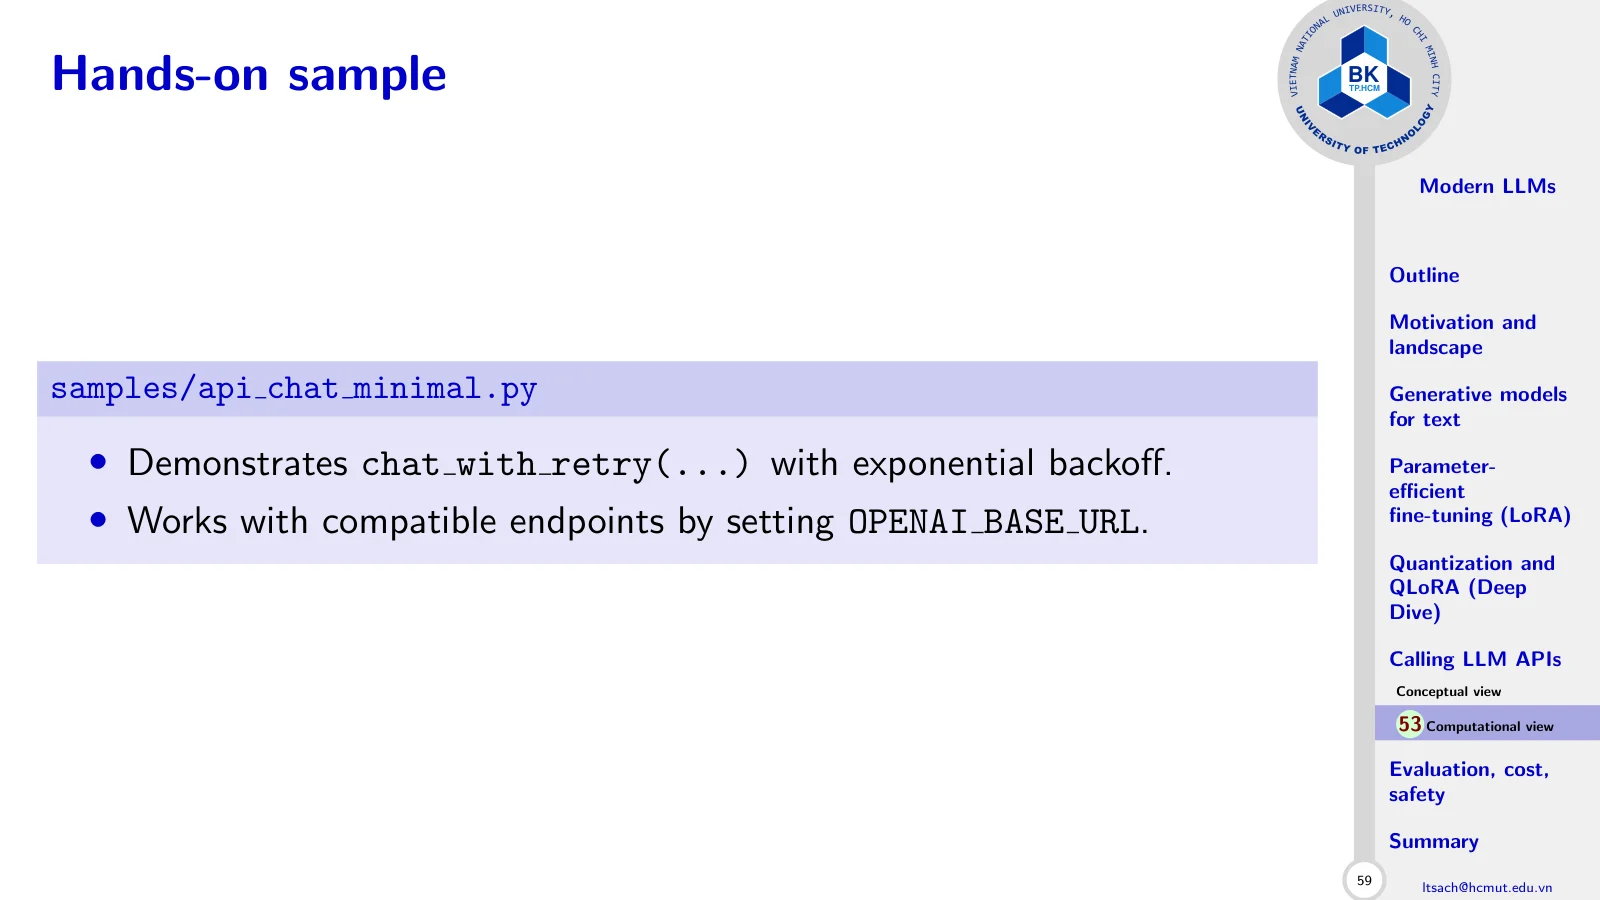 Hands-on sample
VIETNAM NATIONAL UNIVERSITY, HO CHI MINH CITY
BK
TP.HCM
UNIVERSITY OF TECHNOLOGY
samples/api_chat_minimal.py
• Demonstrates chat_with_retry(...) with exponential backoff.
• Works with compatible endpoints by setting OPENAI_BASE_URL.
Modern LLMs
Outline
Motivation and
landscape
Generative models
for text
Parameter-
efficient
fine-tuning (LoRA)
Quantization and
QLoRA (Deep
Dive)
Calling LLM APIs
Conceptual view
53 Computational view
Evaluation, cost,
safety
Summary
59
ltsach@hcmut.edu.vn